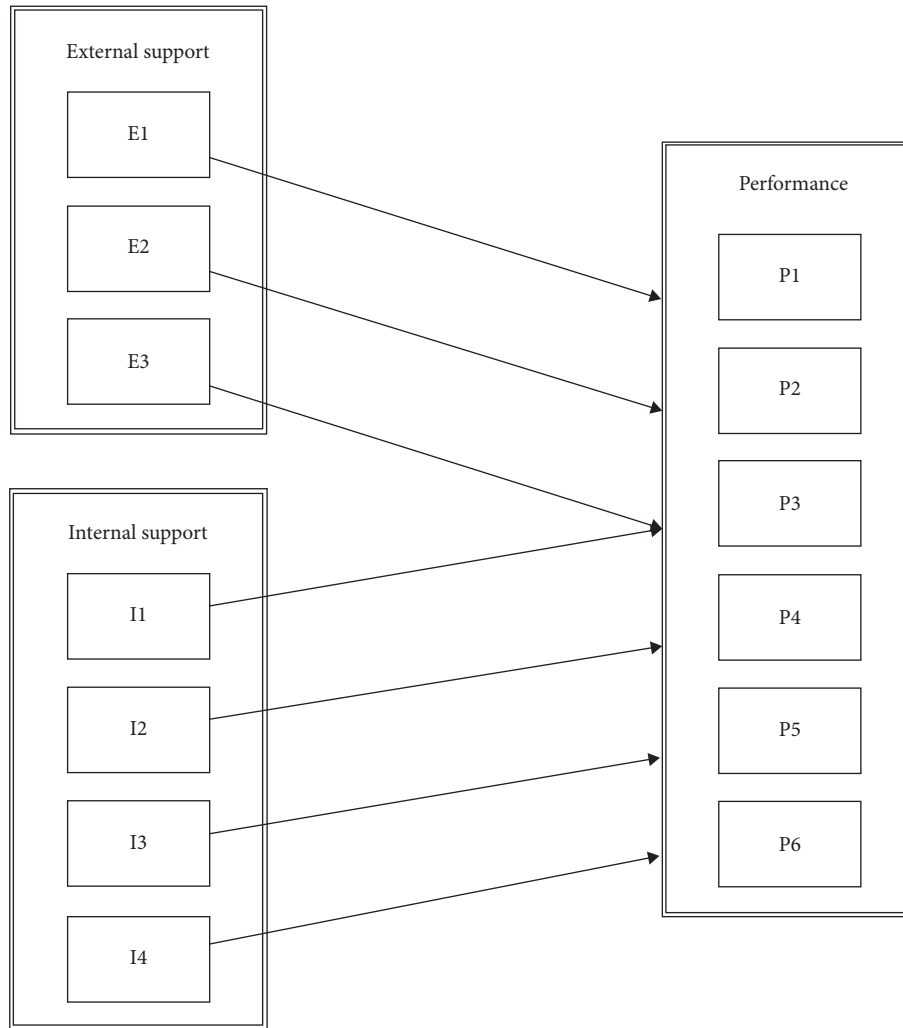 External support
E1
E2
E3
Internal support
I1
I2
I3
I4
Performance
P1
P2
P3
P4
P5
P6